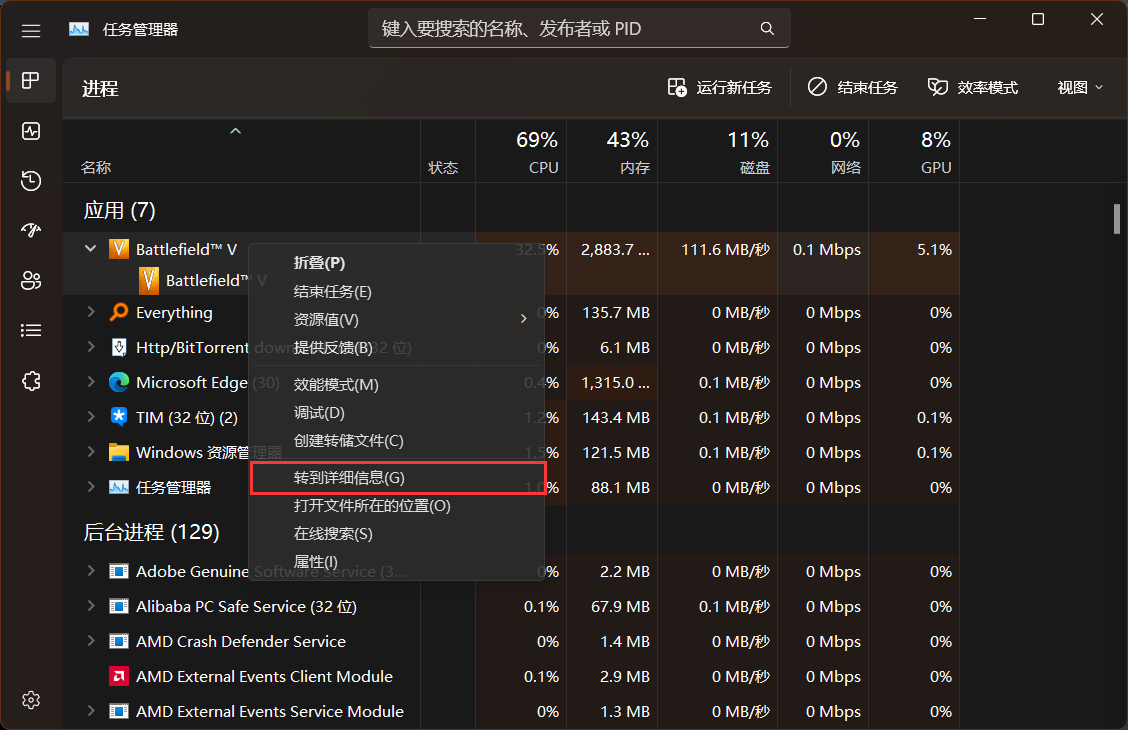 任务管理器
键入要搜索的名称、发布者或 PID
进程
运行新任务
结束任务
效率模式
视图
69% 43% 11% 0% 8%
名称 状态 CPU 内存 磁盘 网络 GPU
应用 (7)
Battlefield™ V 32.5% 2,883.7 ... 111.6 MB/秒 0.1 Mbps 5.1%
Battlefield™ V
Everything 0% 135.7 MB 0 MB/秒 0 Mbps 0%
Http/BitTorrent down 32 位) 0% 6.1 MB 0 MB/秒 0 Mbps 0%
Microsoft Edge (30) 0.4% 1,315.0 ... 0.1 MB/秒 0 Mbps 0%
TIM (32 位) (2) 1.2% 143.4 MB 0.1 MB/秒 0 Mbps 0.1%
Windows 资源管理器 1.5% 121.5 MB 0.1 MB/秒 0 Mbps 0.1%
任务管理器 1.0% 88.1 MB 0 MB/秒 0 Mbps 0%
后台进程 (129)
Adobe Genuine Software Service (3... 0% 2.2 MB 0 MB/秒 0 Mbps 0%
Alibaba PC Safe Service (32 位) 0.1% 67.9 MB 0.1 MB/秒 0 Mbps 0%
AMD Crash Defender Service 0% 1.4 MB 0 MB/秒 0 Mbps 0%
AMD External Events Client Module 0.1% 2.9 MB 0 MB/秒 0 Mbps 0%
AMD External Events Service Module 0% 1.3 MB 0 MB/秒 0 Mbps 0%
折叠(P)
结束任务(E)
资源值(V)
提供反馈(B)
效能模式(M)
调试(D)
创建转储文件(C)
转到详细信息(G)
打开文件所在的位置(O)
在线搜索(S)
属性(I)